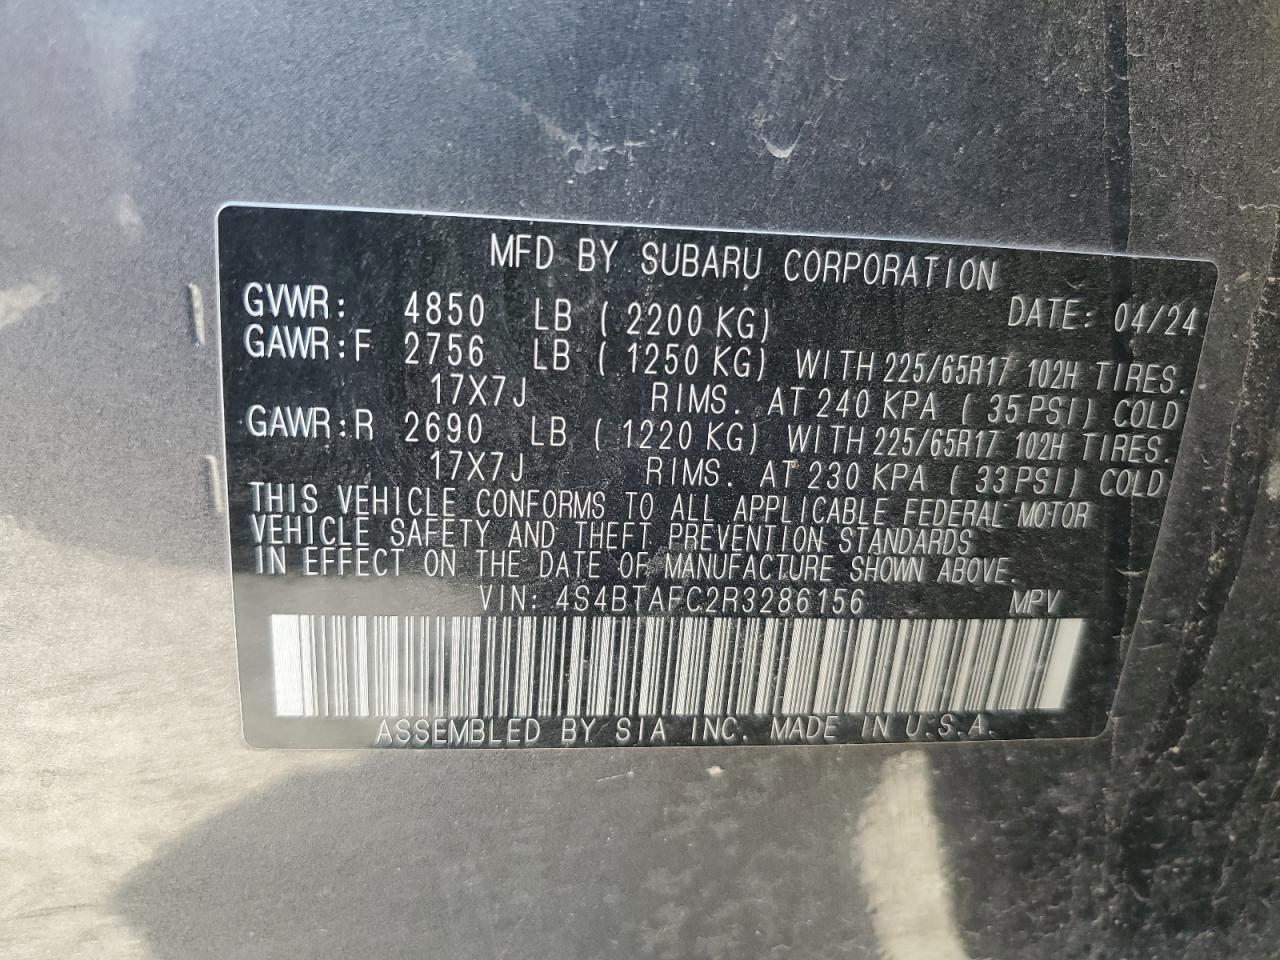 MFD BY SUBARU CORPORATION
GVWR: 4850 LB ( 2200 KG) DATE: 04/24
GAWR:F 2756 LB ( 1250 KG) WITH 225/65R17 102H TIRES.
17X7J RIMS. AT 240 KPA ( 35 PSI) COLD
GAWR:R 2690 LB ( 1220 KG) WITH 225/65R17 102H TIRES.
17X7J RIMS. AT 230 KPA ( 33 PSI) COLD
THIS VEHICLE CONFORMS TO ALL APPLICABLE FEDERAL MOTOR
VEHICLE SAFETY AND THEFT PREVENTION STANDARDS
IN EFFECT ON THE DATE OF MANUFACTURE SHOWN ABOVE.
VIN: 4S4BTAFC2R3286156 MPV
ASSEMBLED BY SIA INC. MADE IN U.S.A.